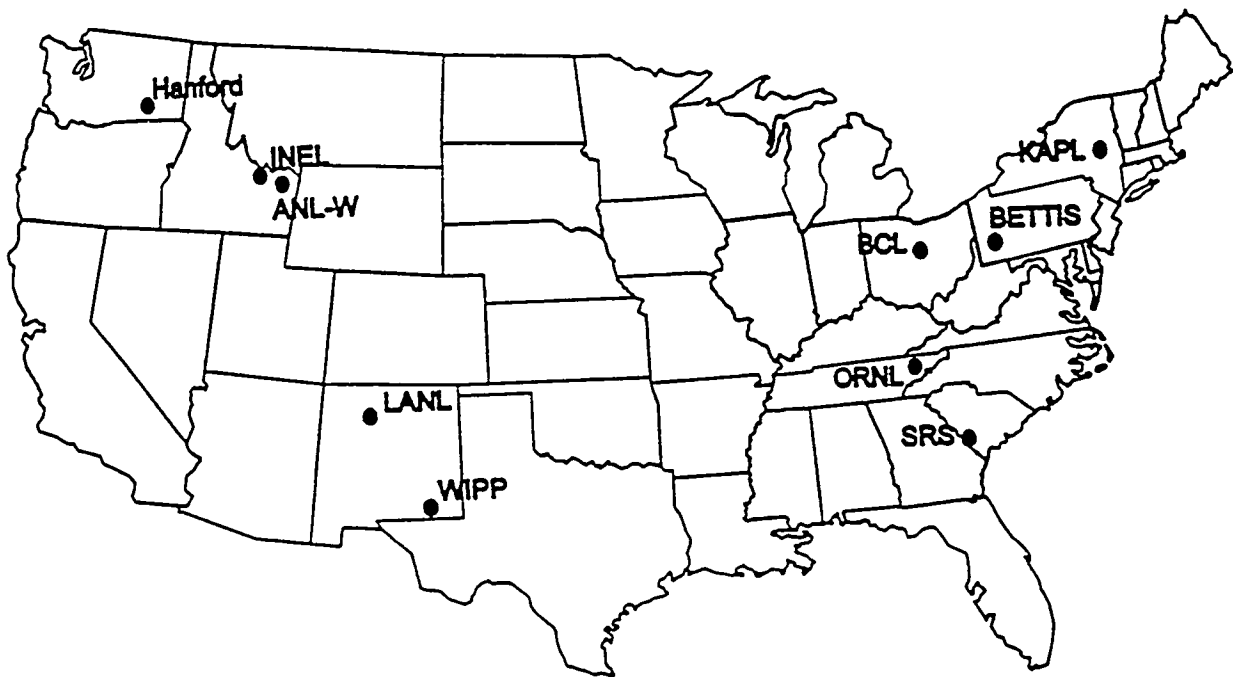 Hanford
INEL
ANL-W
KAPL
BETTIS
BCL
ORNL
LANL
SRS
WIPP